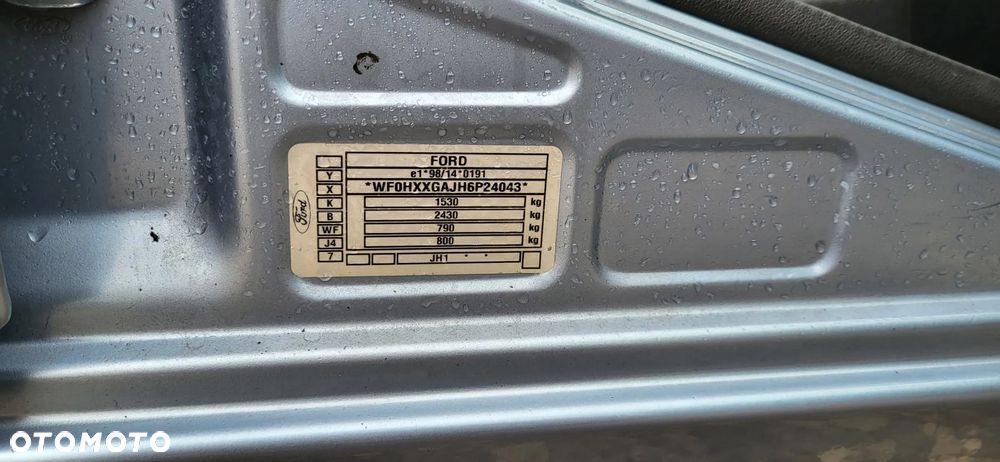 FORD
Y e1*98/14*0191
X *WF0HXXGAJH6P24043*
K 1530 kg
B 2430 kg
WF 790 kg
J4 800 kg
7 JH1
Ford
OTOMOTO